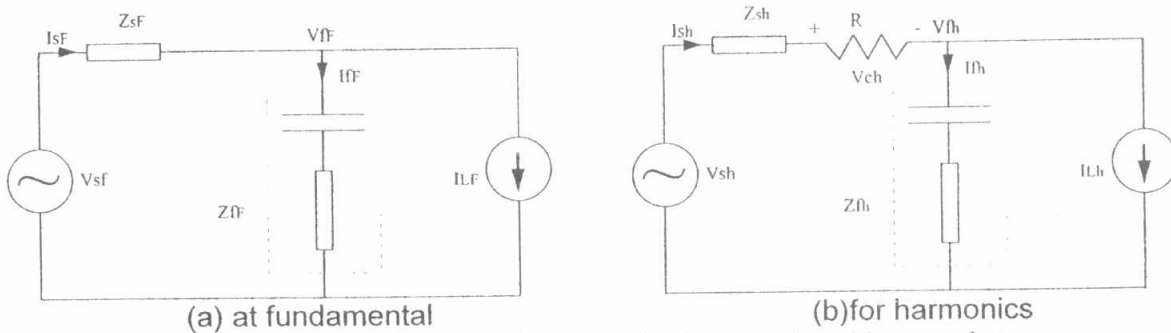 ZsF
IsF
VfF
IfF
Vsf
ILF
ZfF
(a) at fundamental
Zsh
Ish
+ R - Vfh
Vch
Ifh
Vsh
ILh
Zfh
(b)for harmonics